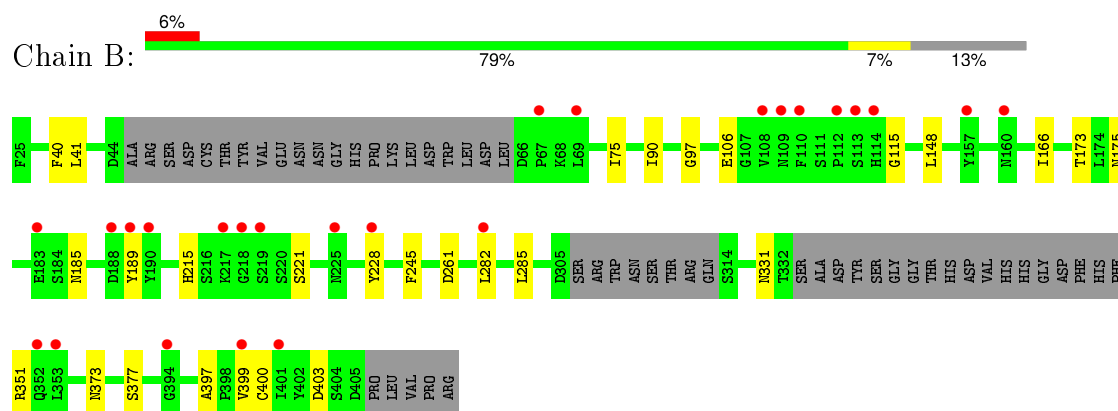 6%
Chain B:
79% 7% 13%
F25 F40 L41 D44 ALA ARG SER ASP CYS THR TYR VAL GLU ASN ASN GLY HIS PRO LYS LEU ASP TRP LEU ASP LEU D66 P67 K68 L69 I75 I90 G97 E106 G107 V108 N109 F110 S111 P112 S113 H114 G115 L148 Y157 N160 I166 T173 L174 N175
E183 S184 N185 D188 Y189 Y190 H215 S216 K217 G218 S219 S220 S221 N225 Y228 F245 D261 L282 L285 D305 SER ARG TRP ASN SER THR ARG GLN S314 N331 T332 SER ALA ASP TYR SER GLY GLY THR HIS ASP VAL HIS HIS GLY ASP PHE HIS PHE
R351 Q352 L353 N373 S377 G394 A397 P398 V399 C400 I401 Y402 D403 S404 D405 PRO LEU VAL PRO ARG